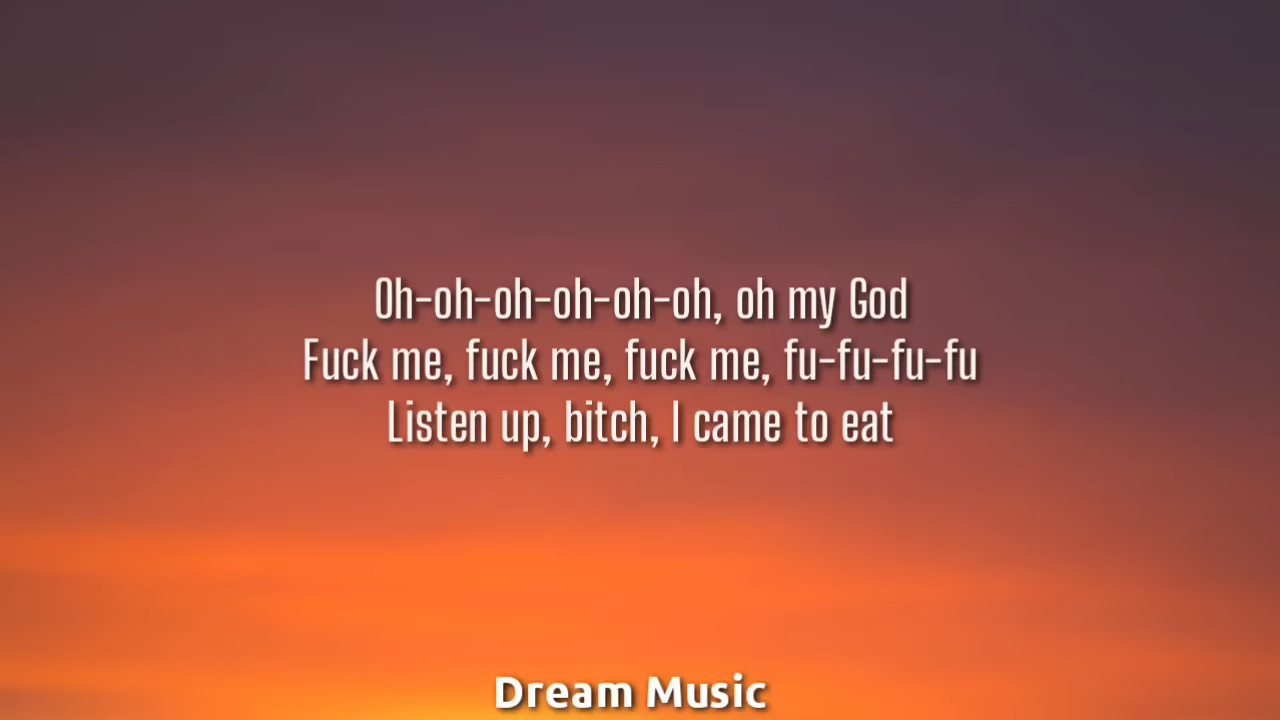 Oh-oh-oh-oh-oh-oh, oh my God
Fuck me, fuck me, fuck me, fu-fu-fu-fu
Listen up, bitch, I came to eat
Dream Music